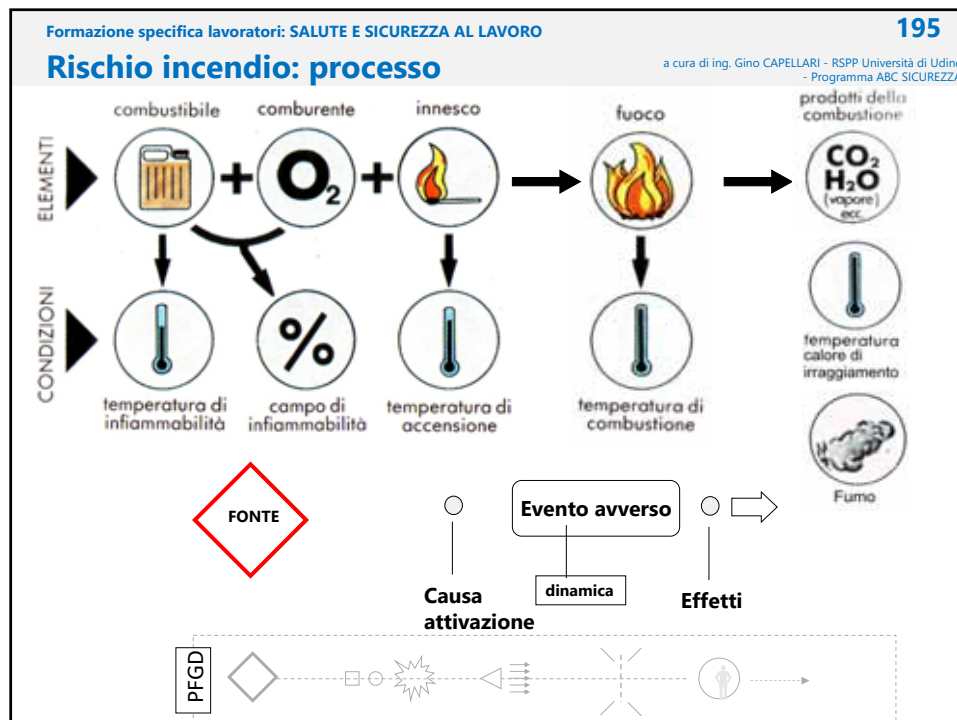 Formazione specifica lavoratori: SALUTE E SICUREZZA AL LAVORO
195
Rischio incendio: processo
a cura di ing. Gino CAPELLARI - RSPP Università di Udine
- Programma ABC SICUREZZA
combustibile
comburente
innesco
fuoco
prodotti della
combustione
ELEMENTI
+
O2
+
CO2
H2O
(vapore)
ecc.
CONDIZIONI
%
temperatura di
infiammabilità
campo di
infiammabilità
temperatura di
accensione
temperatura di
combustione
temperatura
calore di
irraggiamento
Fumo
FONTE
Evento avverso
Causa
attivazione
dinamica
Effetti
PFGD